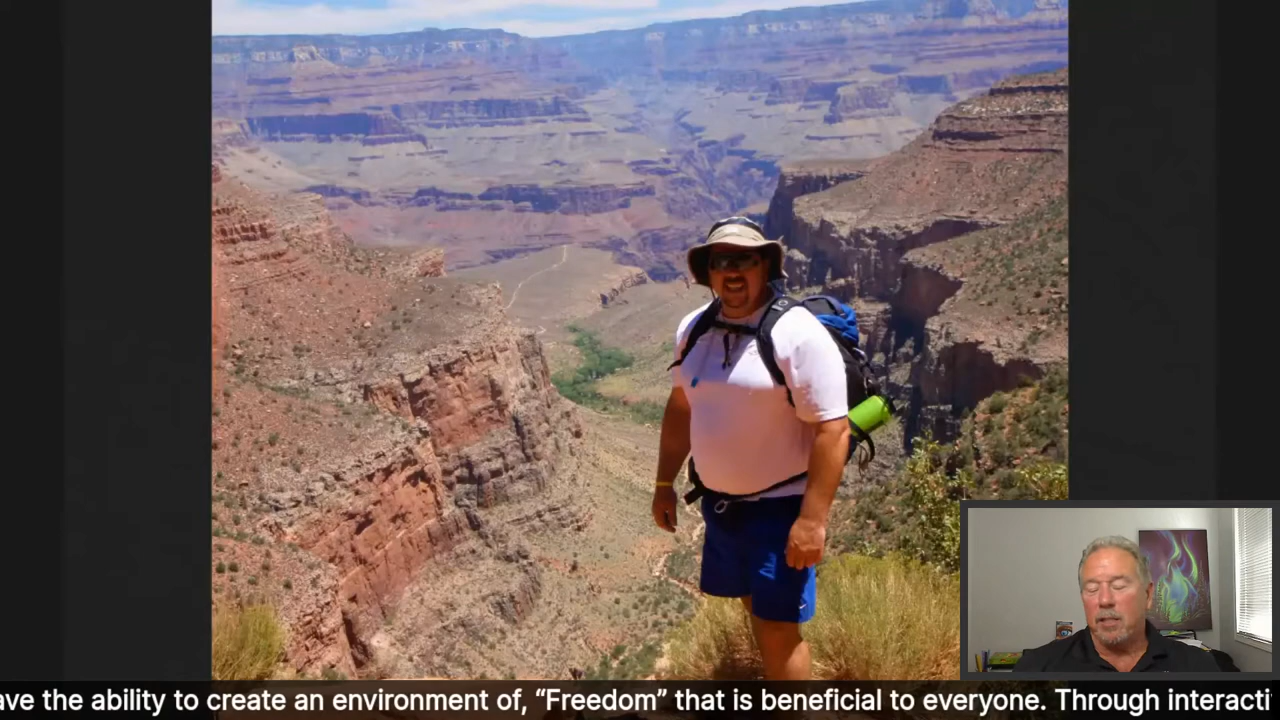 ave the ability to create an environment of, “Freedom” that is beneficial to everyone. Through interacti